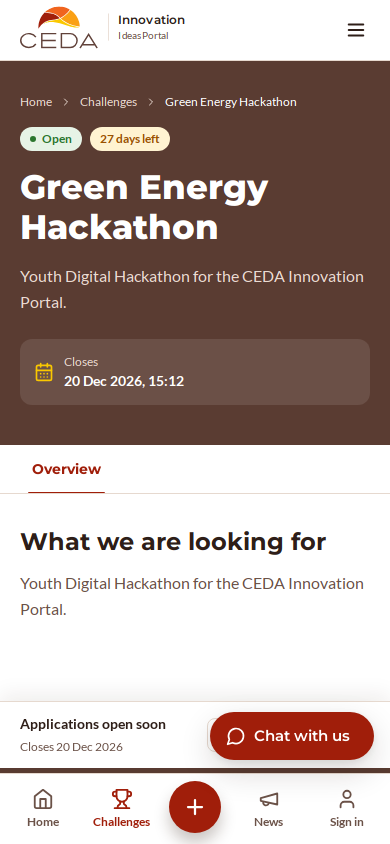 CEDA
Innovation
IdeasPortal
Home > Challenges > Green Energy Hackathon
Open
27 days left
Green Energy
Hackathon
Youth Digital Hackathon for the CEDA Innovation
Portal.
Closes
20 Dec 2026, 15:12
Overview
What we are looking for
Youth Digital Hackathon for the CEDA Innovation
Portal.
Applications open soon
Closes 20 Dec 2026
Chat with us
Home
Challenges
News
Sign in